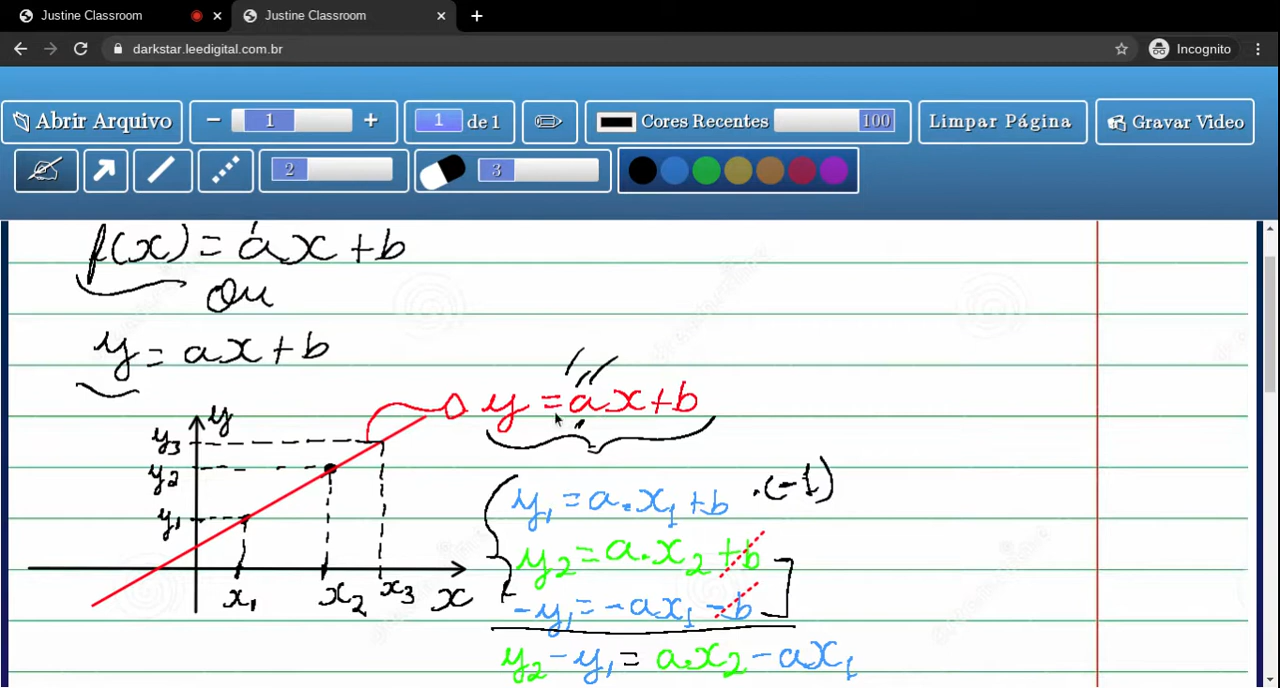 Justine Classroom
Justine Classroom
darkstar.leedigital.com.br
Incognito
Abrir Arquivo
− 1 +
1 de 1
Cores Recentes 100
Limpar Página
Gravar Video
2
3
f(x) = ax + b
ou
y = ax + b
y = ax + b
y
y3
y2
y1
x1 x2 x3 x
y1 = a.x1 + b .(-1)
y2 = a.x2 + b
-y1 = -ax1 - b
y2 - y1 = a.x2 - ax1